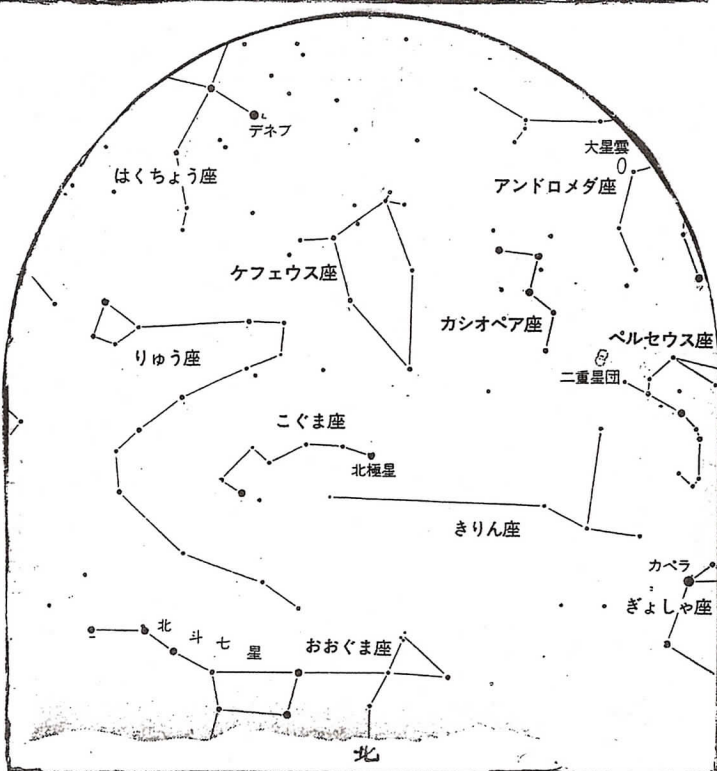 デネブ
はくちょう座
大星雲
アンドロメダ座
ケフェウス座
カシオペア座
ペルセウス座
りゅう座
二重星団
こぐま座
北極星
きりん座
カペラ
ぎょしゃ座
北斗七星
おおぐま座
北